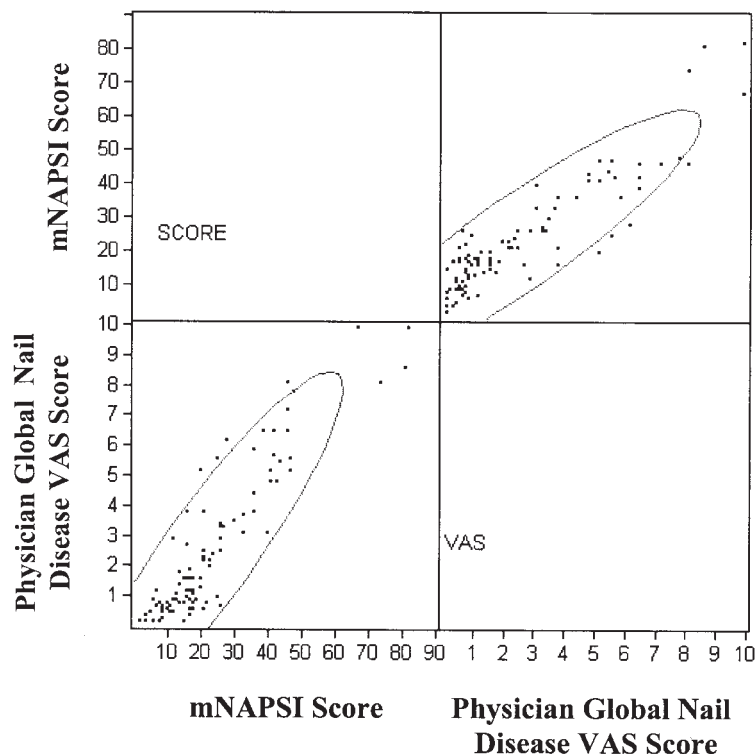 mNAPSI Score
80
70
60
50
40
30
20
10
SCORE
Physician Global Nail
Disease VAS Score
10
9
8
7
6
5
4
3
2
1
VAS
10 20 30 40 50 60 70 80 90
1 2 3 4 5 6 7 8 9 10
mNAPSI Score
Physician Global Nail
Disease VAS Score